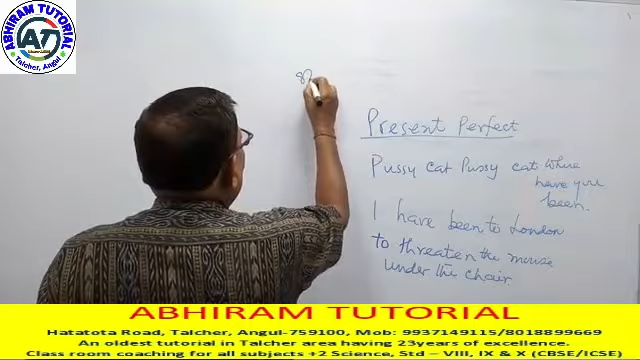 ABHIRAM TUTORIAL
AT
Talcher, Angul
Present Perfect
Pussy cat Pussy cat where
have you
been.
I have been to London
To threaten the mouse
under the chair
ABHIRAM TUTORIAL
Hatatota Road, Talcher, Angul-759100, Mob: 9937149115/8018899669
An oldest tutorial in Talcher area having 23years of excellence.
Class room coaching for all subjects +2 Science, Std – VIII, IX & X (CBSE/ICSE)